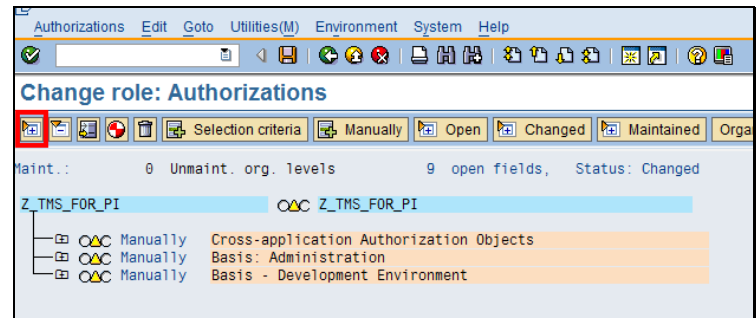 Authorizations Edit Goto Utilities(M) Environment System Help
Change role: Authorizations
Selection criteria Manually Open Changed Maintained Orga
Maint.: 0 Unmaint. org. levels 9 open fields, Status: Changed
Z_TMS_FOR_PI Z_TMS_FOR_PI
Manually Cross-application Authorization Objects
Manually Basis: Administration
Manually Basis - Development Environment